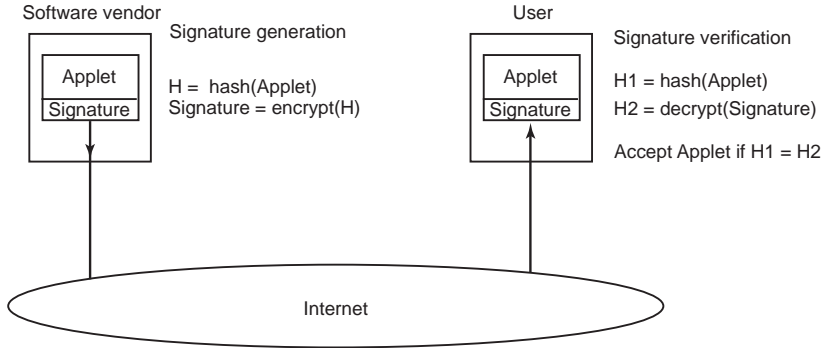 Software vendor
Signature generation
Applet
Signature
H = hash(Applet)
Signature = encrypt(H)
User
Signature verification
Applet
Signature
H1 = hash(Applet)
H2 = decrypt(Signature)
Accept Applet if H1 = H2
Internet